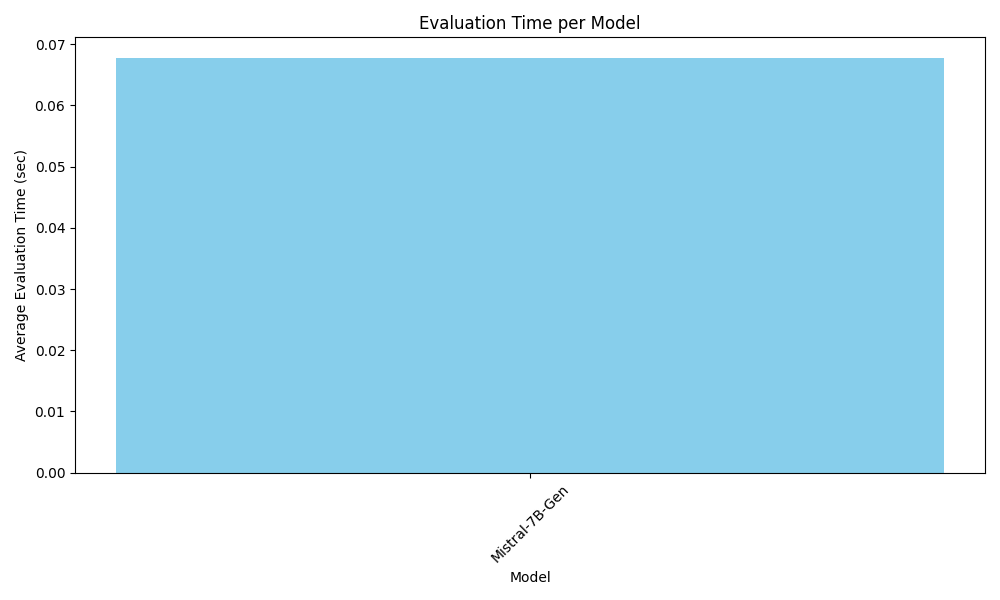 Evaluation Time per Model
0.07
0.06
0.05
0.04
0.03
0.02
0.01
0.00
Average Evaluation Time (sec)
Mistral-7B-Gen
Model